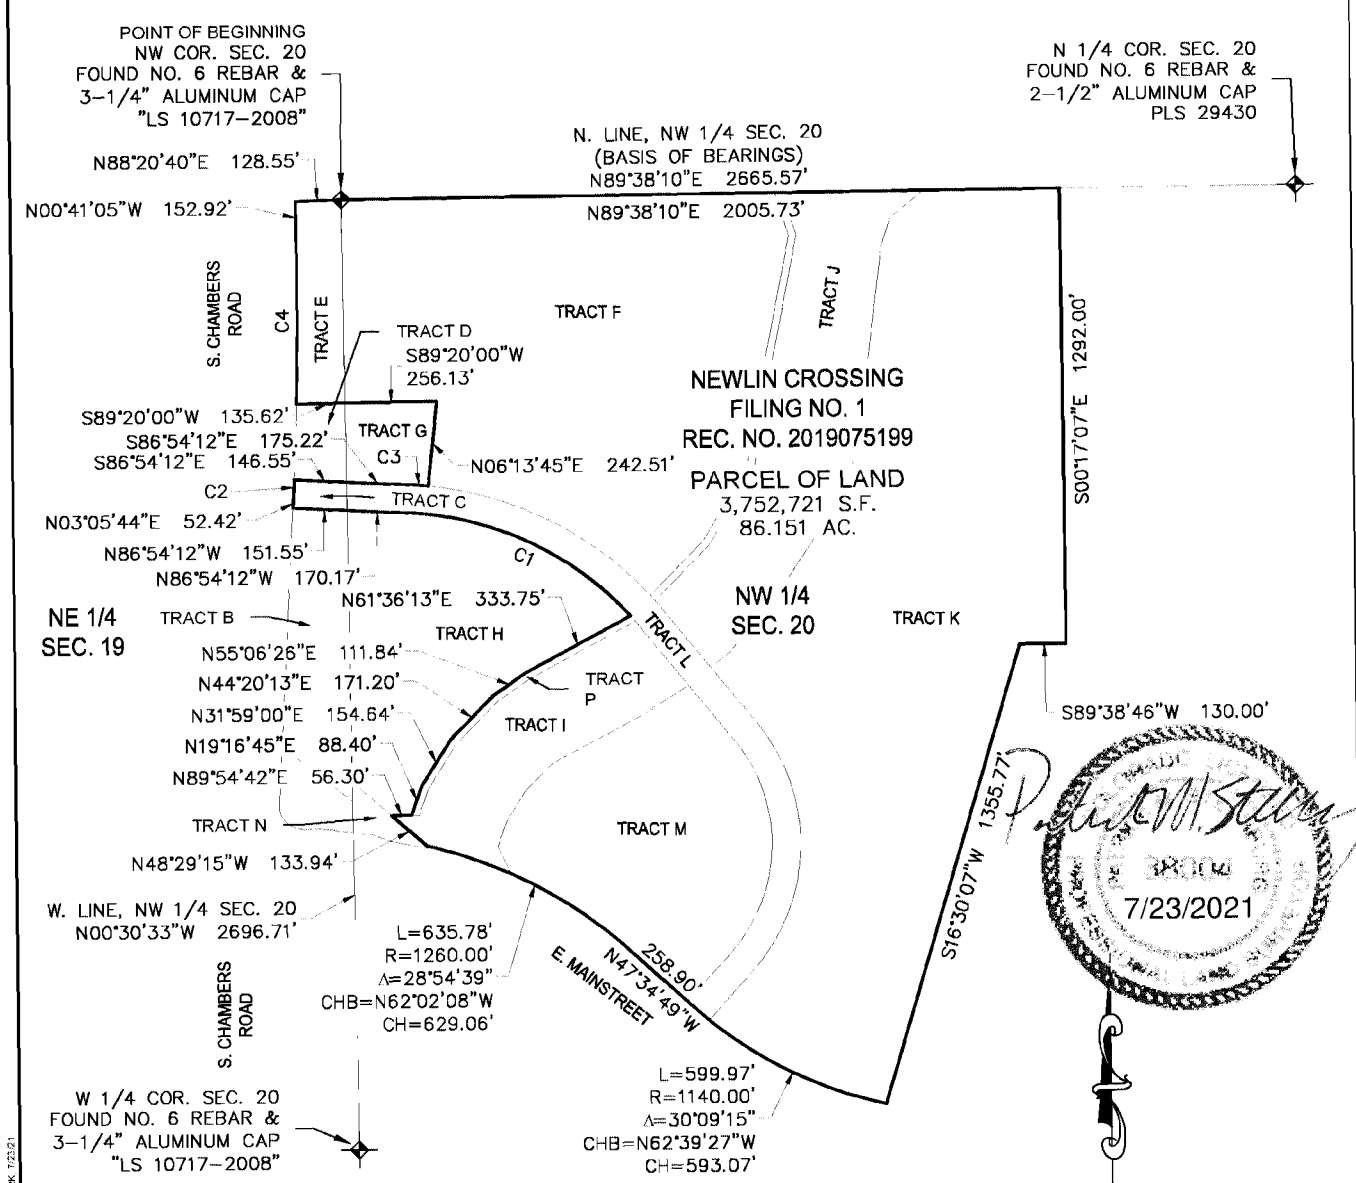 POINT OF BEGINNING
NW COR. SEC. 20
FOUND NO. 6 REBAR &
3-1/4" ALUMINUM CAP
"LS 10717-2008"
N 1/4 COR. SEC. 20
FOUND NO. 6 REBAR &
2-1/2" ALUMINUM CAP
PLS 29430
N. LINE, NW 1/4 SEC. 20
(BASIS OF BEARINGS)
N89°38'10"E 2665.57'
N88°20'40"E 128.55'
N00°41'05"W 152.92'
N89°38'10"E 2005.73'
S. CHAMBERS
ROAD
C4
TRACT E
TRACT F
TRACT J
S00°17'07"E 1292.00'
TRACT D
S89°20'00"W
256.13'
NEWLIN CROSSING
FILING NO. 1
REC. NO. 2019075199
S89°20'00"W 135.62'
TRACT G
S86°54'12"E 175.22'
C3
S86°54'12"E 146.55'
N06°13'45"E 242.51'
PARCEL OF LAND
3,752,721 S.F.
86.151 AC.
C2
TRACT C
N03°05'44"E 52.42'
N86°54'12"W 151.55'
C1
N86°54'12"W 170.17'
N61°36'13"E 333.75'
NW 1/4
SEC. 20
NE 1/4
SEC. 19
TRACT B
TRACT H
TRACT L
TRACT K
N55°06'26"E 111.84'
N44°20'13"E 171.20'
TRACT
P
N31°59'00"E 154.64'
TRACT I
S89°38'46"W 130.00'
N19°16'45"E 88.40'
N89°54'42"E 56.30'
TRACT N
TRACT M
S16°30'07"W 1355.77'
N48°29'15"W 133.94'
38004
7/23/2021
W. LINE, NW 1/4 SEC. 20
N00°30'33"W 2696.71'
L=635.78'
R=1260.00'
Δ=28°54'39"
CHB=N62°02'08"W
CH=629.06'
258.90'
N47°34'49"W
E. MAINSTREET
S. CHAMBERS
ROAD
L=599.97'
R=1140.00'
Δ=30°09'15"
CHB=N62°39'27"W
CH=593.07'
W 1/4 COR. SEC. 20
FOUND NO. 6 REBAR &
3-1/4" ALUMINUM CAP
"LS 10717-2008"
7/23/21